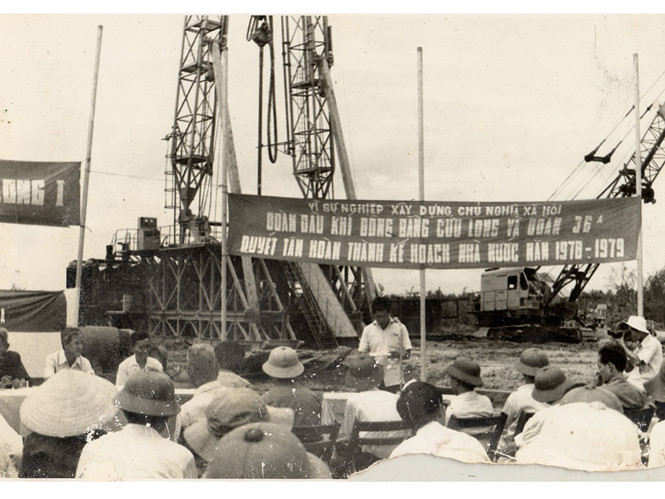 UNG I
VÌ SỰ NGHIỆP XÂY DỰNG CHỦ NGHĨA XÃ HỘI
ĐOÀN DẦU KHÍ ĐỒNG BẰNG CỬU LONG VÀ ĐOÀN 36A
QUYẾT TÂM HOÀN THÀNH KẾ HOẠCH NHÀ NƯỚC NĂM 1978-1979